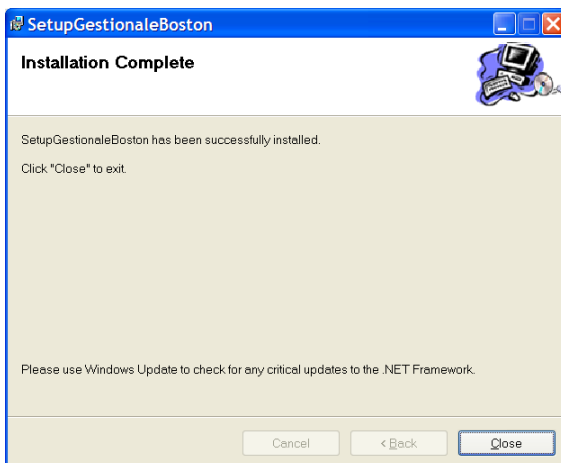 SetupGestionaleBoston
Installation Complete
SetupGestionaleBoston has been successfully installed.
Click "Close" to exit.
Please use Windows Update to check for any critical updates to the .NET Framework.
Cancel
< Back
Close